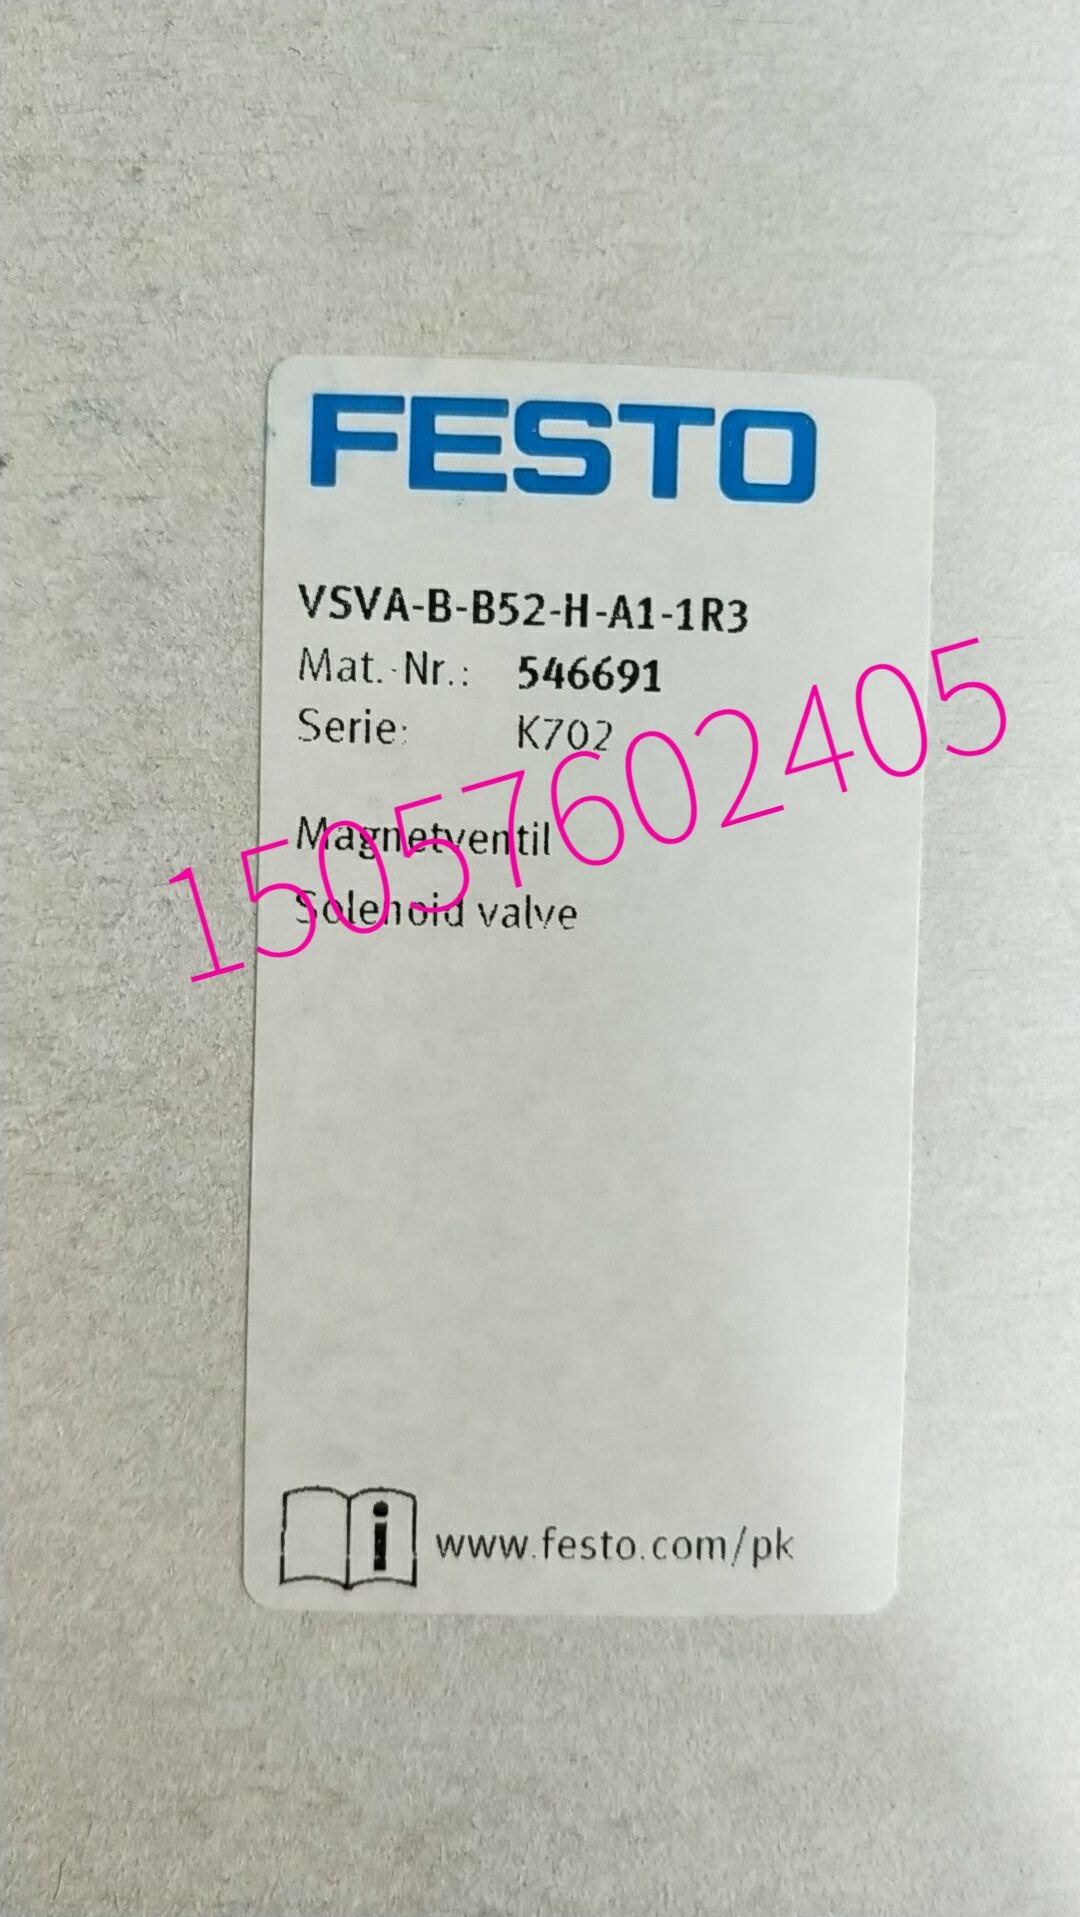 FESTO
VSVA-B-B52-H-A1-1R3
Mat.-Nr.: 546691
Serie: K702
15057602405
Magnetventil
Solenoid valve
i www.festo.com/pk